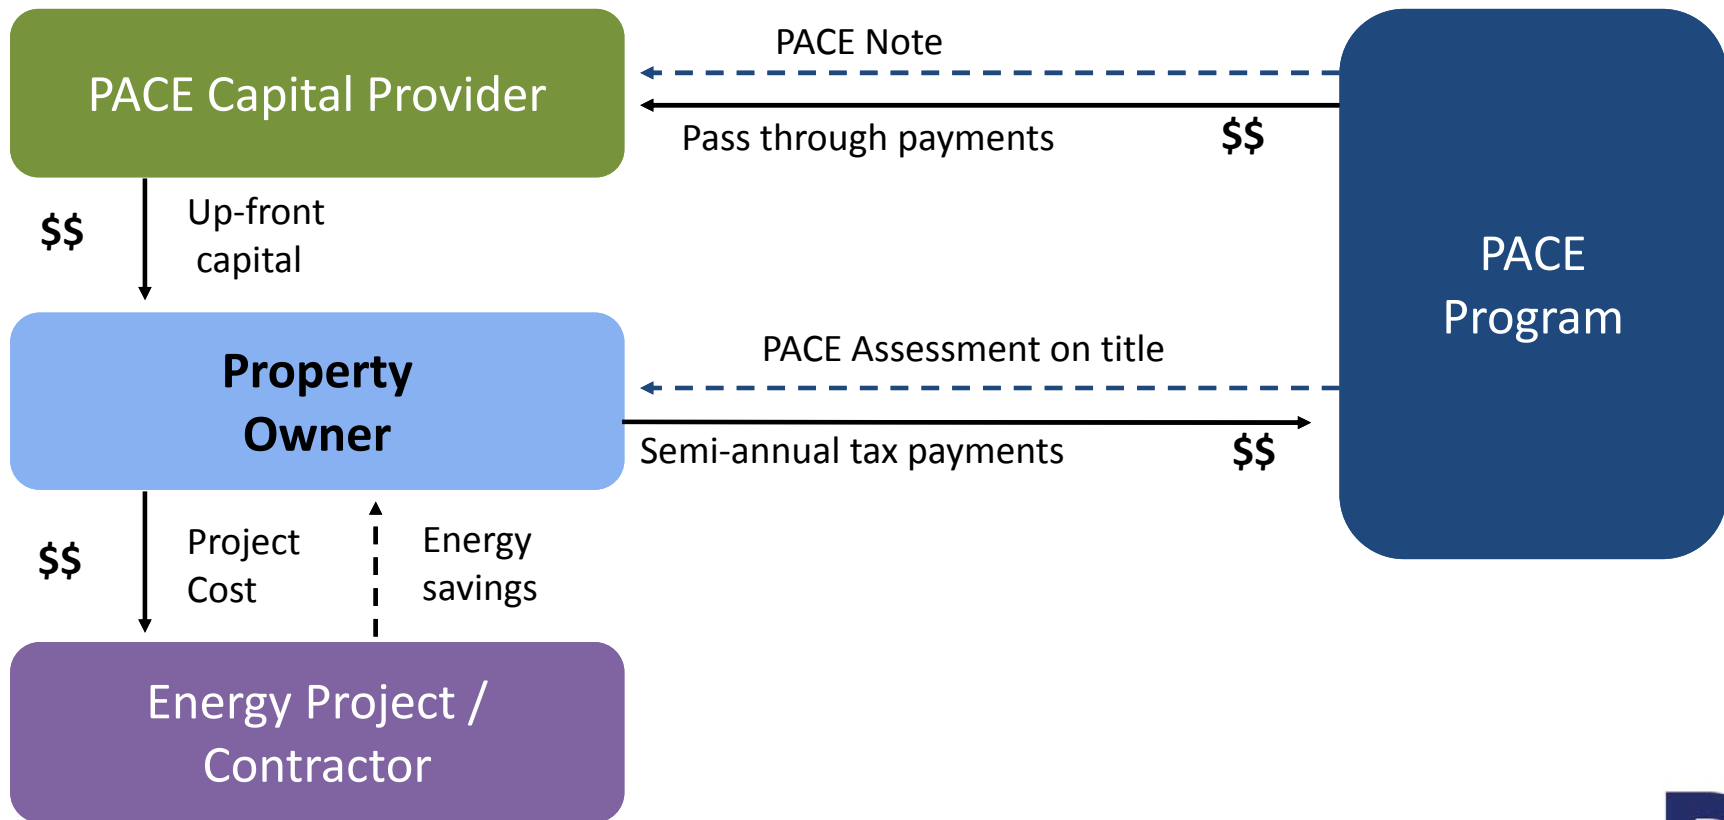 PACE Note
PACE Capital Provider
Pass through payments
$$
$$
Up-front
capital
PACE
Program
Property
Owner
PACE Assessment on title
Semi-annual tax payments
$$
$$
Project
Cost
Energy
savings
Energy Project /
Contractor